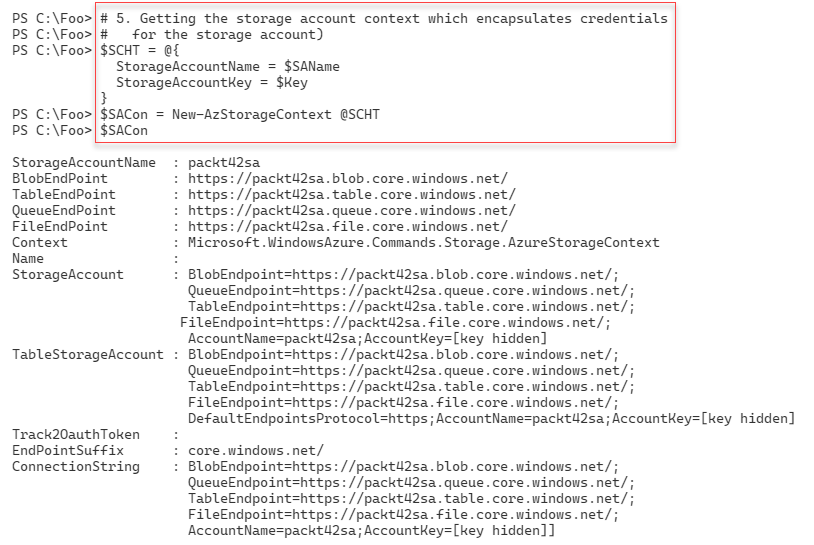 PS C:\Foo> # 5. Getting the storage account context which encapsulates credentials
PS C:\Foo> #   for the storage account)
PS C:\Foo> $SCHT = @{
             StorageAccountName = $SAName
             StorageAccountKey = $Key
           }
PS C:\Foo> $SACon = New-AzStorageContext @SCHT
PS C:\Foo> $SACon
StorageAccountName  : packt42sa
BlobEndPoint        : https://packt42sa.blob.core.windows.net/
TableEndPoint       : https://packt42sa.table.core.windows.net/
QueueEndPoint       : https://packt42sa.queue.core.windows.net/
FileEndPoint        : https://packt42sa.file.core.windows.net/
Context             : Microsoft.WindowsAzure.Commands.Storage.AzureStorageContext
Name                :
StorageAccount      : BlobEndpoint=https://packt42sa.blob.core.windows.net/;
                      QueueEndpoint=https://packt42sa.queue.core.windows.net/;
                      TableEndpoint=https://packt42sa.table.core.windows.net/;
                     FileEndpoint=https://packt42sa.file.core.windows.net/;
                      AccountName=packt42sa;AccountKey=[key hidden]
TableStorageAccount : BlobEndpoint=https://packt42sa.blob.core.windows.net/;
                      QueueEndpoint=https://packt42sa.queue.core.windows.net/;
                      TableEndpoint=https://packt42sa.table.core.windows.net/;
                      FileEndpoint=https://packt42sa.file.core.windows.net/;
                      DefaultEndpointsProtocol=https;AccountName=packt42sa;AccountKey=[key hidden]
Track2OauthToken    :
EndPointSuffix      : core.windows.net/
ConnectionString    : BlobEndpoint=https://packt42sa.blob.core.windows.net/;
                      QueueEndpoint=https://packt42sa.queue.core.windows.net/;
                      TableEndpoint=https://packt42sa.table.core.windows.net/;
                      FileEndpoint=https://packt42sa.file.core.windows.net/;
                      AccountName=packt42sa;AccountKey=[key hidden]]